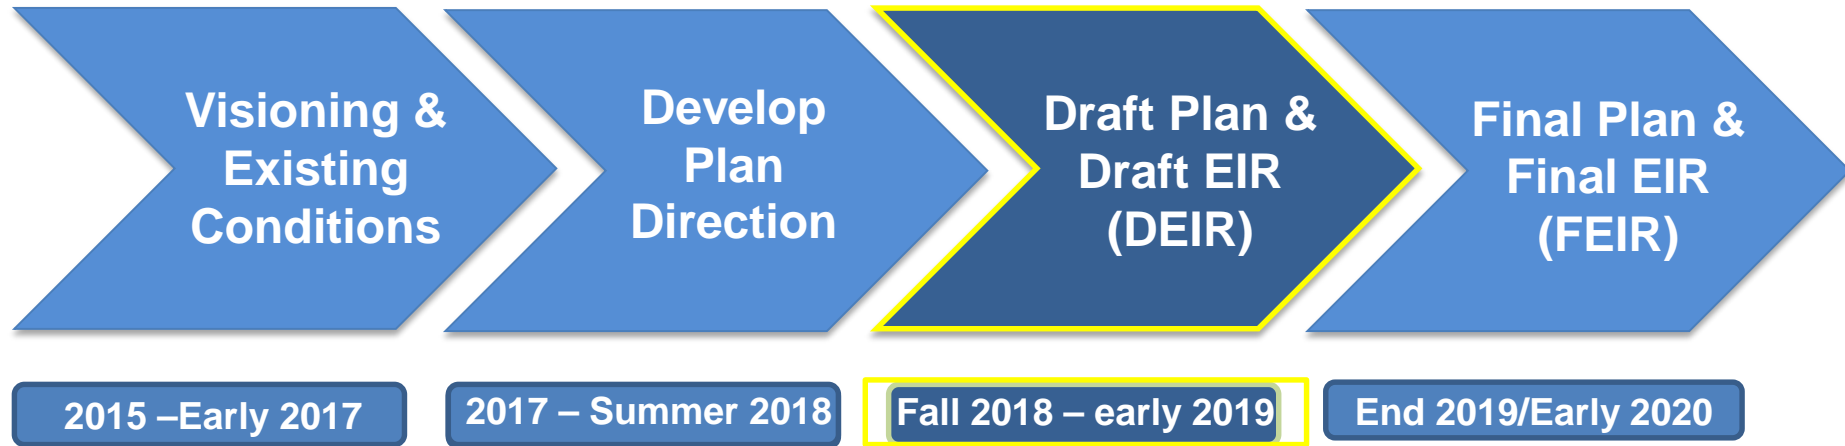 Visioning &
Existing
Conditions
Develop
Plan
Direction
Draft Plan &
Draft EIR
(DEIR)
Final Plan &
Final EIR
(FEIR)
2015 –Early 2017
2017 – Summer 2018
Fall 2018 – early 2019
End 2019/Early 2020